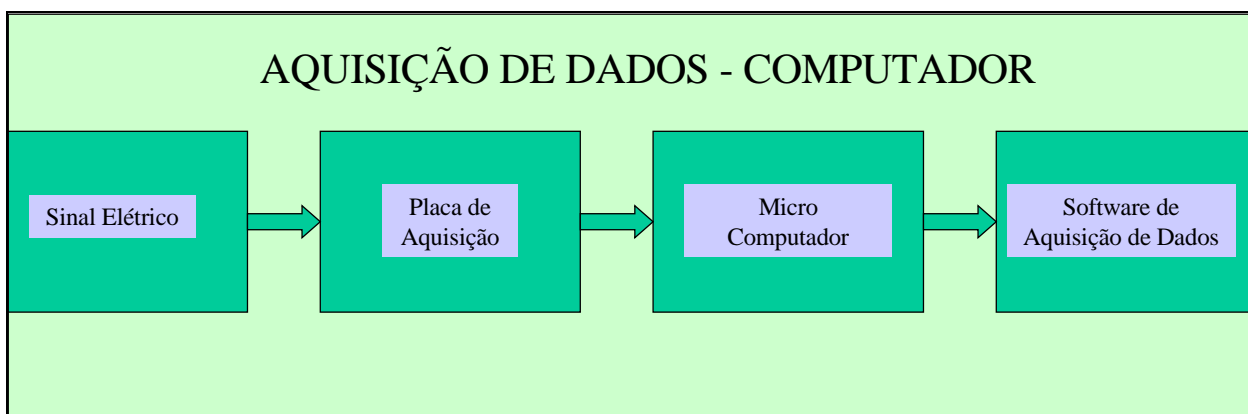 AQUISIÇÃO DE DADOS - COMPUTADOR
Sinal Elétrico
Placa de
Aquisição
Micro
Computador
Software de
Aquisição de Dados